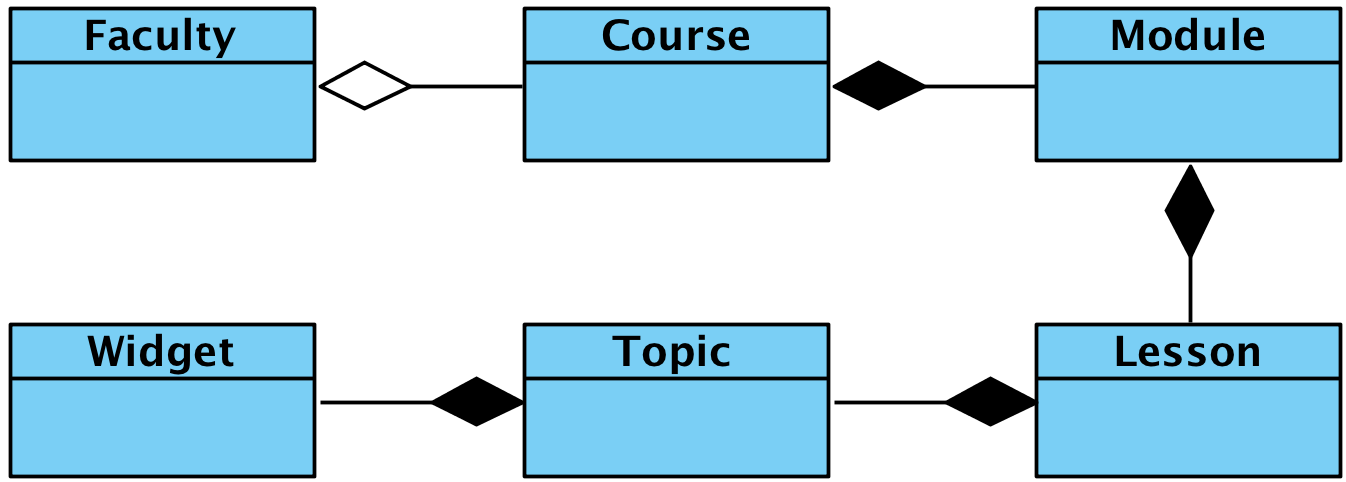 Faculty
Course
Module
Widget
Topic
Lesson